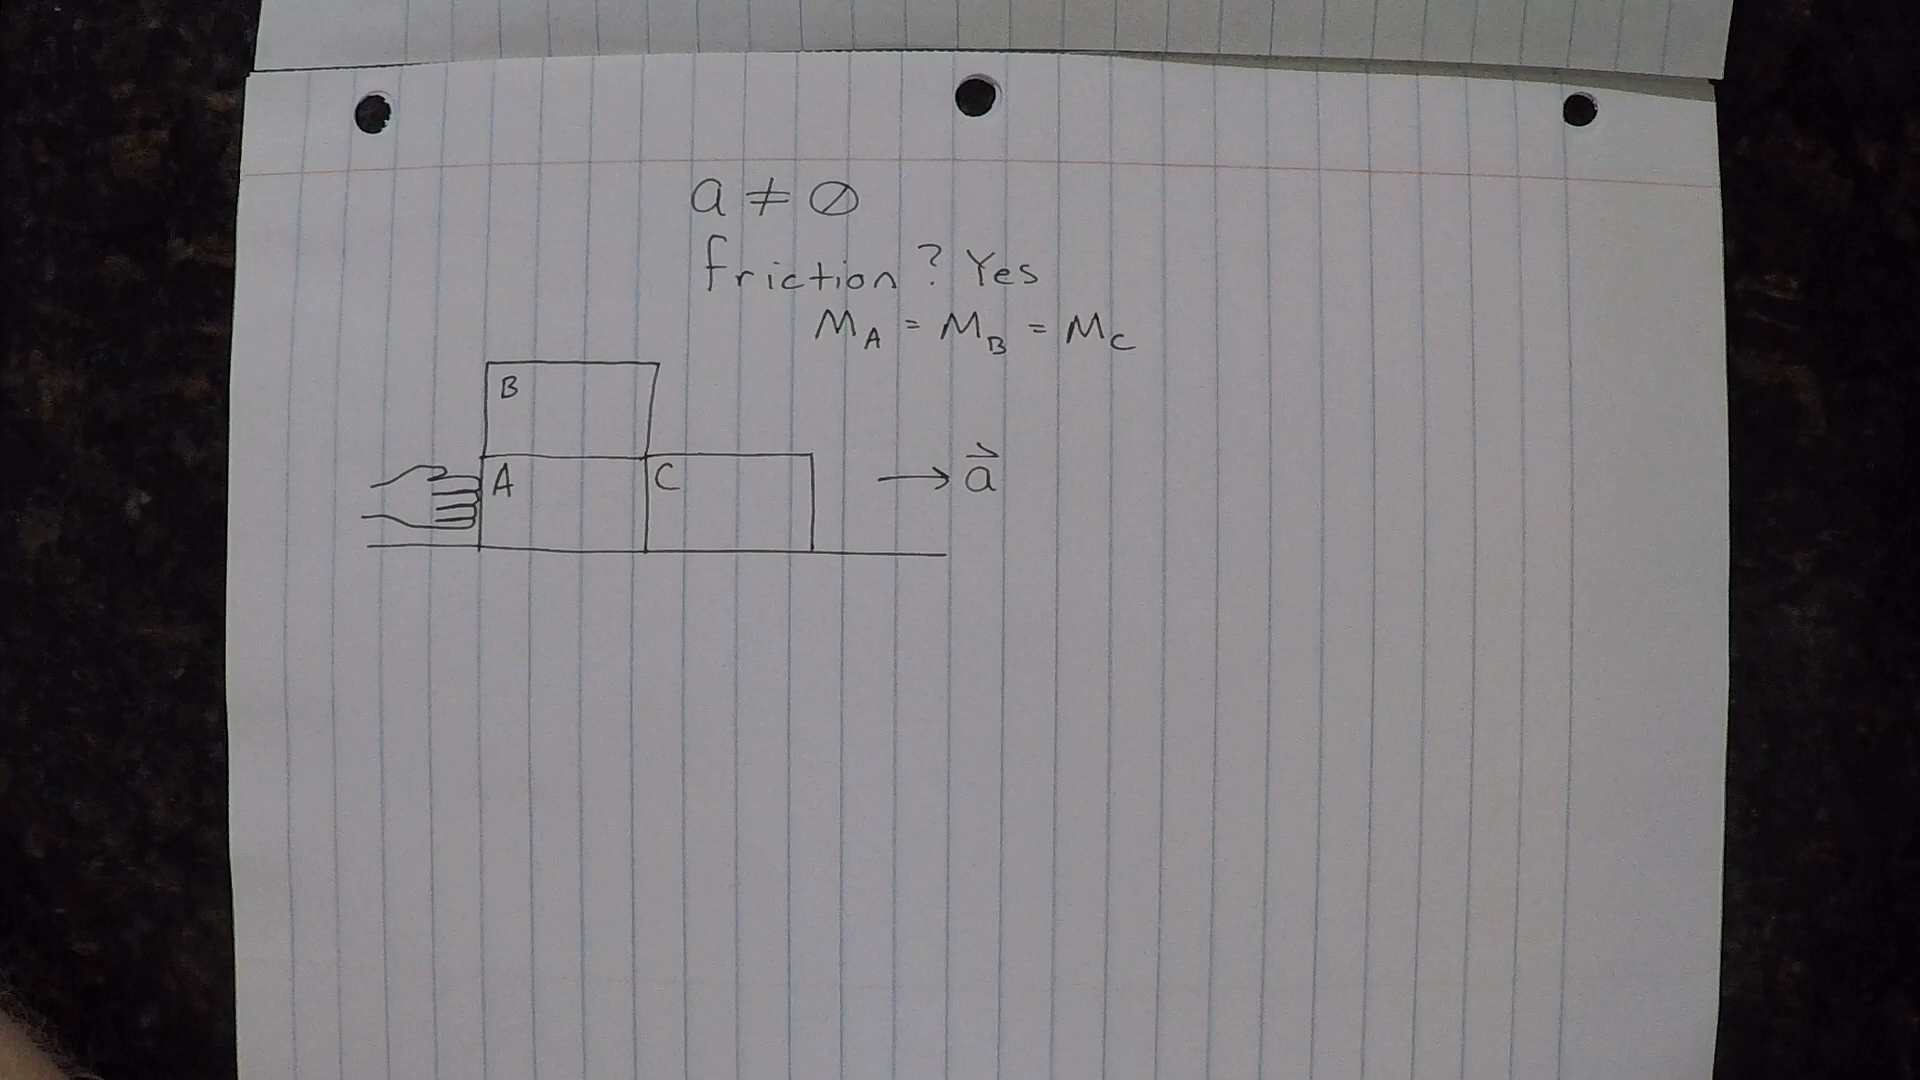 a ≠ ∅
friction? Yes
M_A = M_B = M_C
B
A C → a⃗